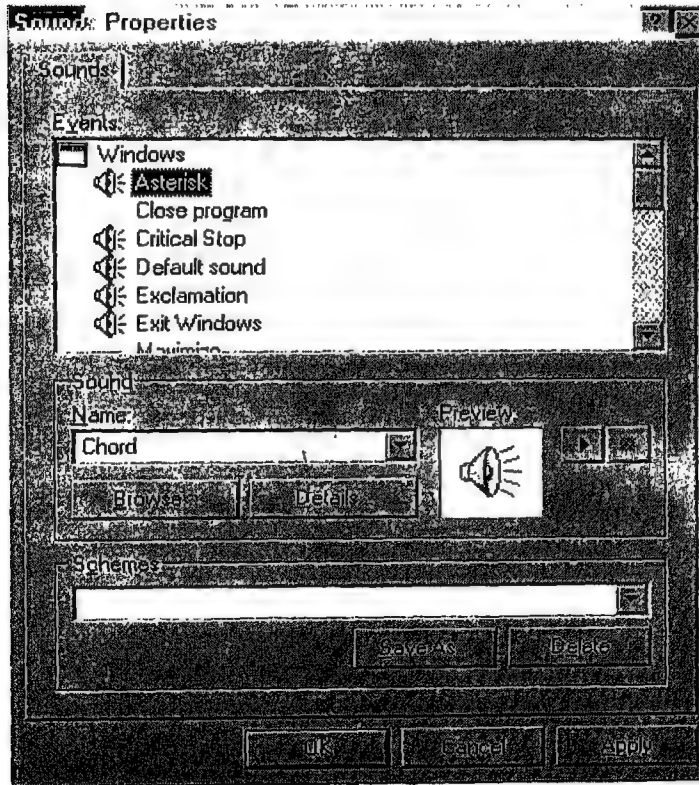 Sounds Properties
Sounds
Events:
Windows
Asterisk
Close program
Critical Stop
Default sound
Exclamation
Exit Windows
Maximize
Sound
Name:
Preview:
Chord
Browse... Details...
Schemes
Save As... Delete
OK Cancel Apply